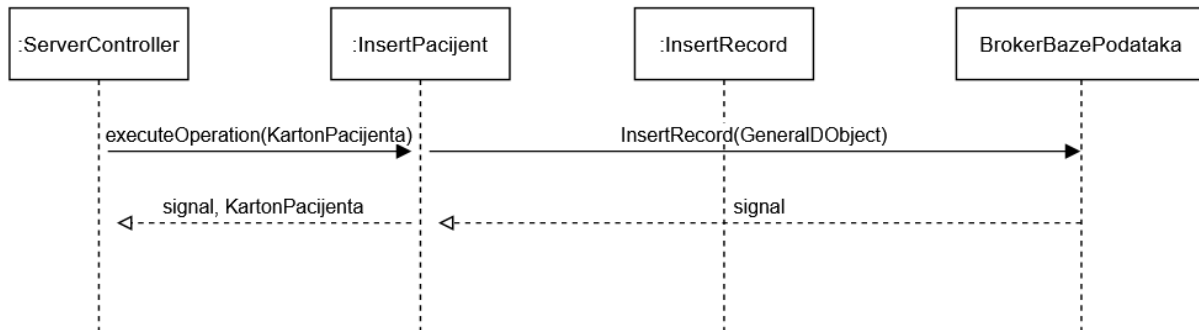 :ServerController
:InsertPacijent
:InsertRecord
BrokerBazePodataka
executeOperation(KartonPacijenta)
InsertRecord(GeneralDObject)
signal, KartonPacijenta
signal